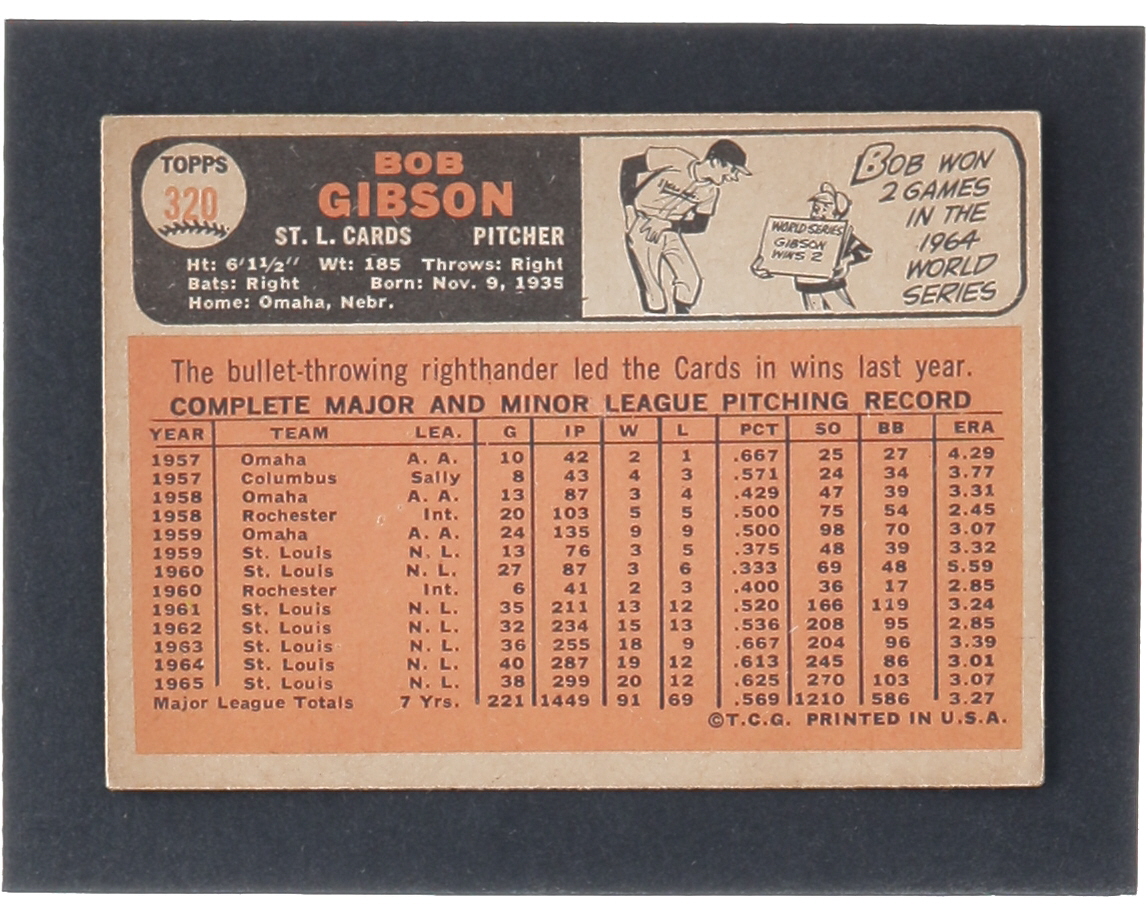 TOPPS
320
BOB
GIBSON
ST. L. CARDS PITCHER
Ht: 6'1½" Wt: 185 Throws: Right
Bats: Right Born: Nov. 9, 1935
Home: Omaha, Nebr.
WORLD SERIES
GIBSON
WINS 2
BOB WON
2 GAMES
IN THE
1964
WORLD
SERIES
The bullet-throwing righthander led the Cards in wins last year.
COMPLETE MAJOR AND MINOR LEAGUE PITCHING RECORD
YEAR TEAM LEA. G IP W L PCT SO BB ERA
1957 Omaha A. A. 10 42 2 1 .667 25 27 4.29
1957 Columbus Sally 8 43 4 3 .571 24 34 3.77
1958 Omaha A. A. 13 87 3 4 .429 47 39 3.31
1958 Rochester Int. 20 103 5 5 .500 75 54 2.45
1959 Omaha A. A. 24 135 9 9 .500 98 70 3.07
1959 St. Louis N. L. 13 76 3 5 .375 48 39 3.32
1960 St. Louis N. L. 27 87 3 6 .333 69 48 5.59
1960 Rochester Int. 6 41 2 3 .400 36 17 2.85
1961 St. Louis N. L. 35 211 13 12 .520 166 119 3.24
1962 St. Louis N. L. 32 234 15 13 .536 208 95 2.85
1963 St. Louis N. L. 36 255 18 9 .667 204 96 3.39
1964 St. Louis N. L. 40 287 19 12 .613 245 86 3.01
1965 St. Louis N. L. 38 299 20 12 .625 270 103 3.07
Major League Totals 7 Yrs. 221 1449 91 69 .569 1210 586 3.27
©T.C.G. PRINTED IN U.S.A.